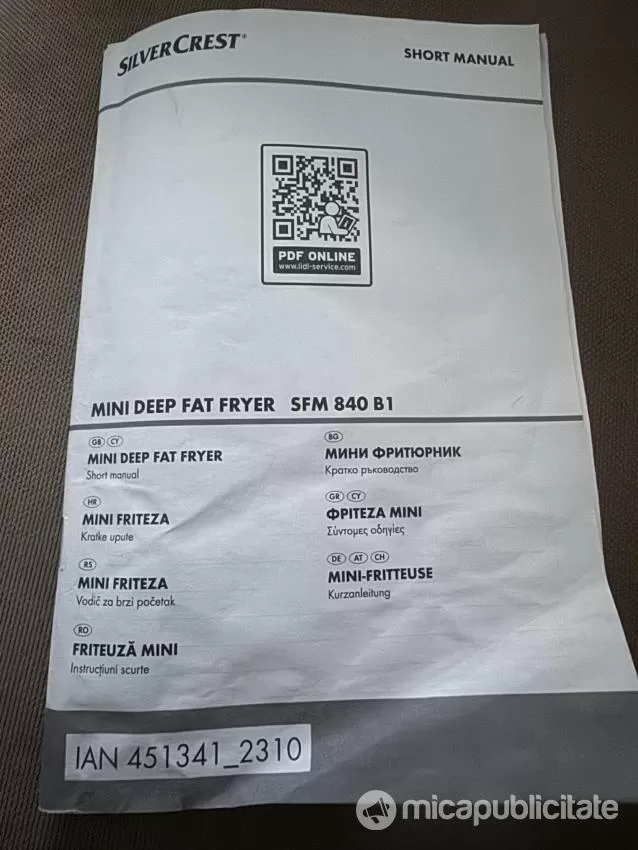 SILVERCREST®
SHORT MANUAL
PDF ONLINE
www.lidl-service.com
MINI DEEP FAT FRYER SFM 840 B1
GB CY
MINI DEEP FAT FRYER
Short manual
HR
MINI FRITEZA
Kratke upute
RS
MINI FRITEZA
Vodič za brzi početak
RO
FRITEUZĂ MINI
Instrucțiuni scurte
BG
МИНИ ФРИТЮРНИК
Кратко ръководство
GR CY
ΦΡΙΤΕΖΑ ΜΙΝΙ
Σύντομες οδηγίες
DE AT CH
MINI-FRITTEUSE
Kurzanleitung
IAN 451341_2310
micapublicitate